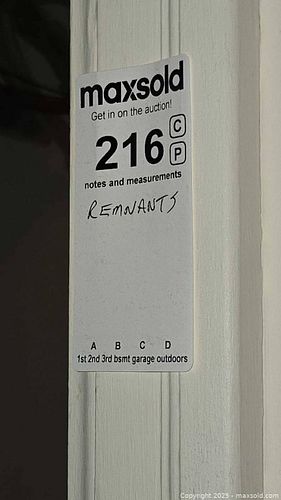 maxsold
Get in on the auction!
216 C
P
notes and measurements
REMNANTS
A B C D
1st 2nd 3rd bsmt garage outdoors
Copyright 2025 - maxsold.com